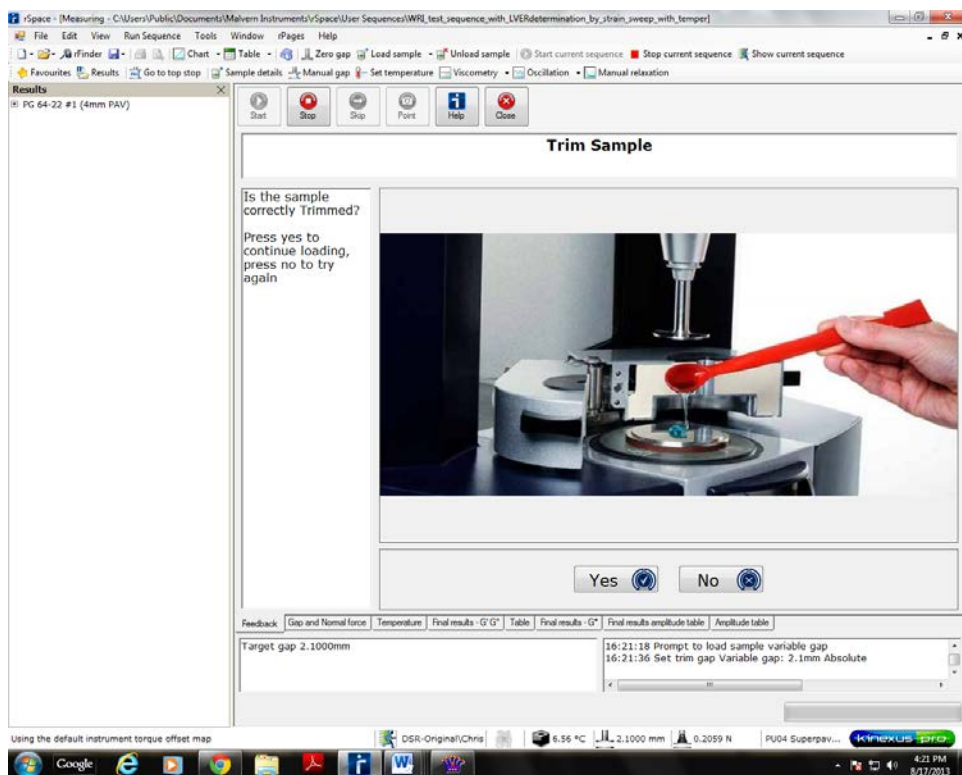 rSpace - [Measuring - C:\Users\Public\Documents\Malvern Instruments\rSpace\User Sequences\WRI_test_sequence_with_LVERdetermination_by_strain_sweep_with_temper]
File Edit View Run Sequence Tools Window rPages Help
rFinder Chart Table Zero gap Load sample Unload sample Start current sequence Stop current sequence Show current sequence
Favourites Results Go to top stop Sample details Manual gap Set temperature Viscometry Oscillation Manual relaxation
Results
PG 64-22 #1 (4mm PAV)
Start Stop Skip Point Help Close
Trim Sample
Is the sample
correctly Trimmed?
Press yes to
continue loading,
press no to try
again
Yes No
Feedback Gap and Normal force Temperature Final results - G' G" Table Final results - G* Final results amplitude table Amplitude table
Target gap 2.1000mm
16:21:18 Prompt to load sample variable gap
16:21:36 Set trim gap Variable gap: 2.1mm Absolute
Using the default instrument torque offset map
DSR-Original\Chris 6.56 °C 2.1000 mm 0.2059 N PU04 Superpav... kinexus pro
Google
4:21 PM
8/17/2013